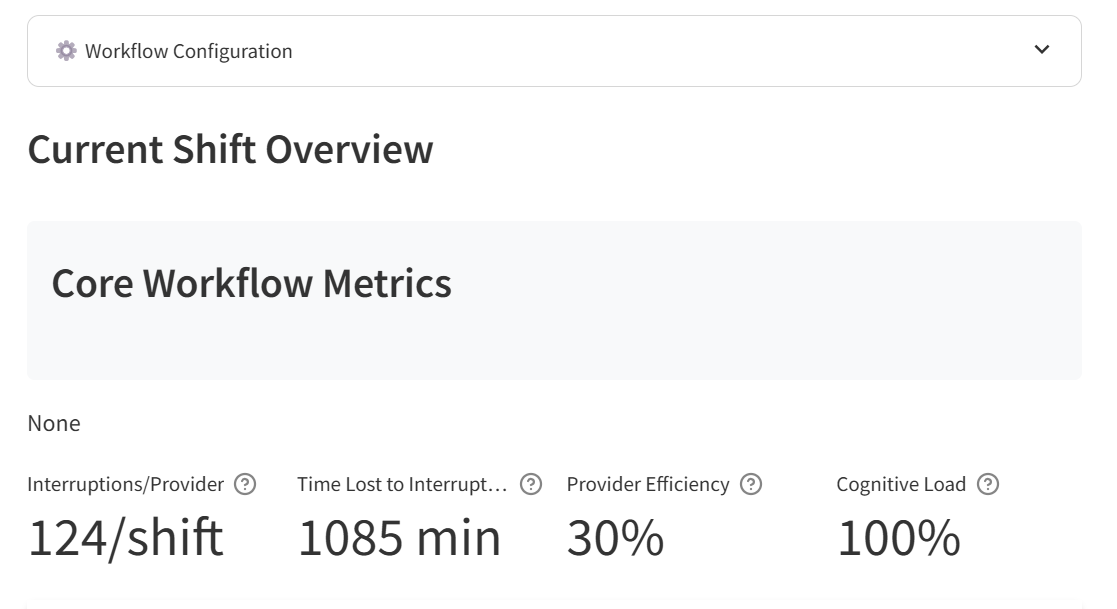 Workflow Configuration
Current Shift Overview
Core Workflow Metrics
None
Interruptions/Provider Time Lost to Interrupt… Provider Efficiency Cognitive Load
124/shift 1085 min 30% 100%